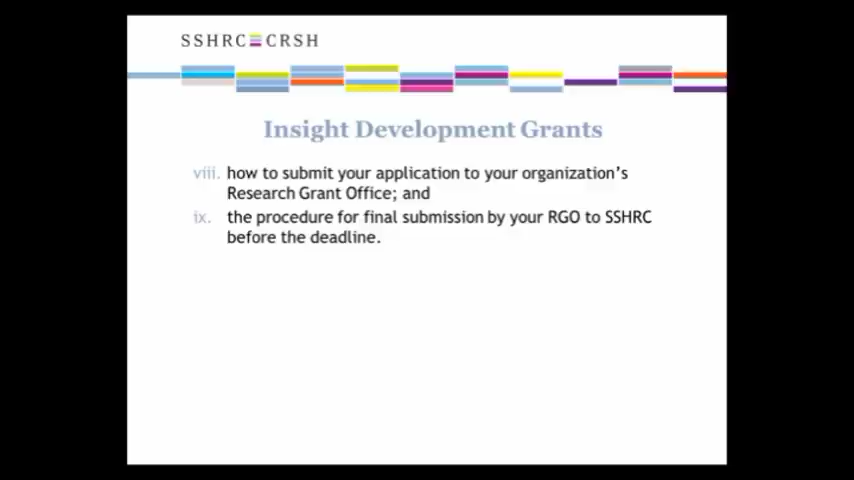 SSHRC CRSH
Insight Development Grants
viii. how to submit your application to your organization's
Research Grant Office; and
ix. the procedure for final submission by your RGO to SSHRC
before the deadline.